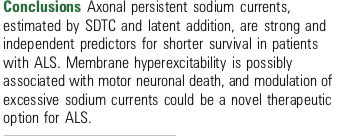 Conclusions Axonal persistent sodium currents,
estimated by SDTC and latent addition, are strong and
independent predictors for shorter survival in patients
with ALS. Membrane hyperexcitability is possibly
associated with motor neuronal death, and modulation of
excessive sodium currents could be a novel therapeutic
option for ALS.